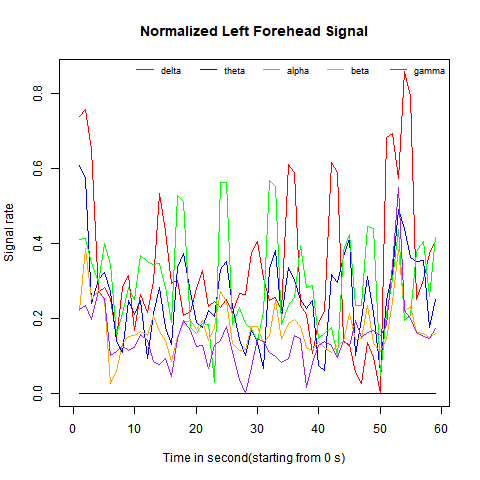 Normalized Left Forehead Signal
delta theta alpha beta gamma
Signal rate
0.8
0.6
0.4
0.2
0.0
0 10 20 30 40 50 60
Time in second(starting from 0 s)